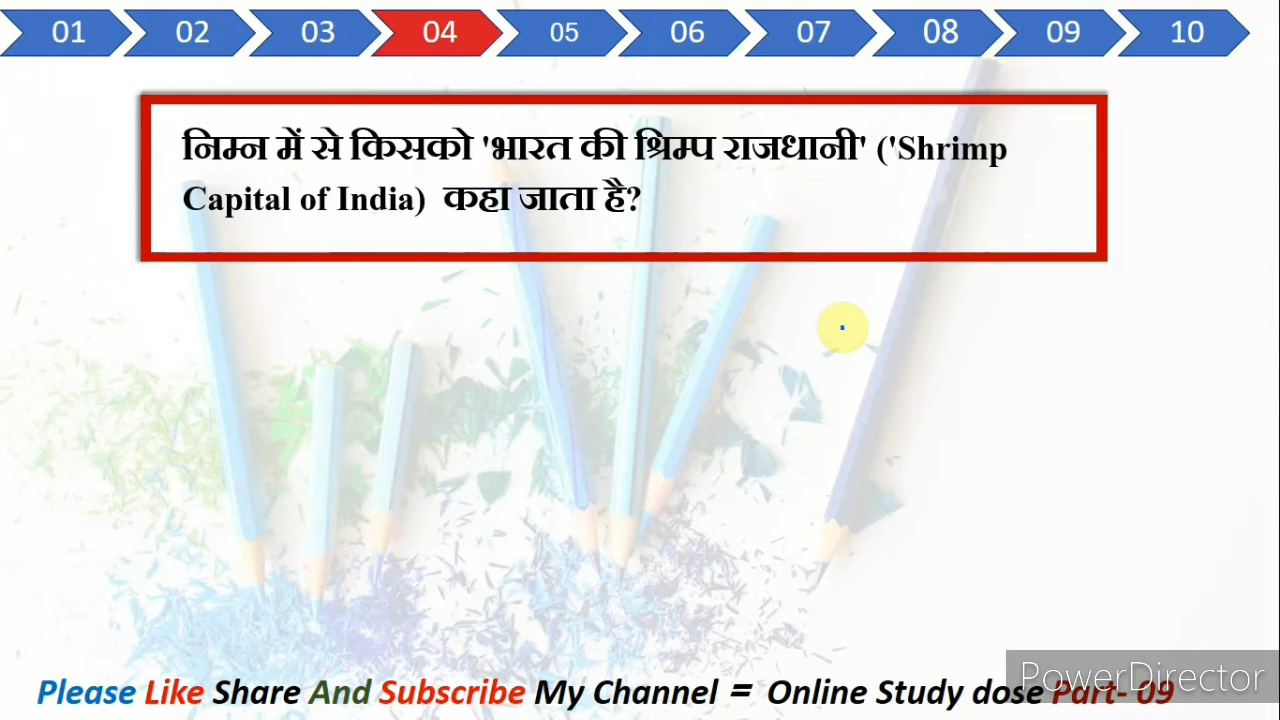 01 02 03 04 05 06 07 08 09 10
निम्न में से किसको 'भारत की श्रिम्प राजधानी' ('Shrimp
Capital of India) कहा जाता है?
PowerDirector
Please Like Share And Subscribe My Channel = Online Study dose Part- 09